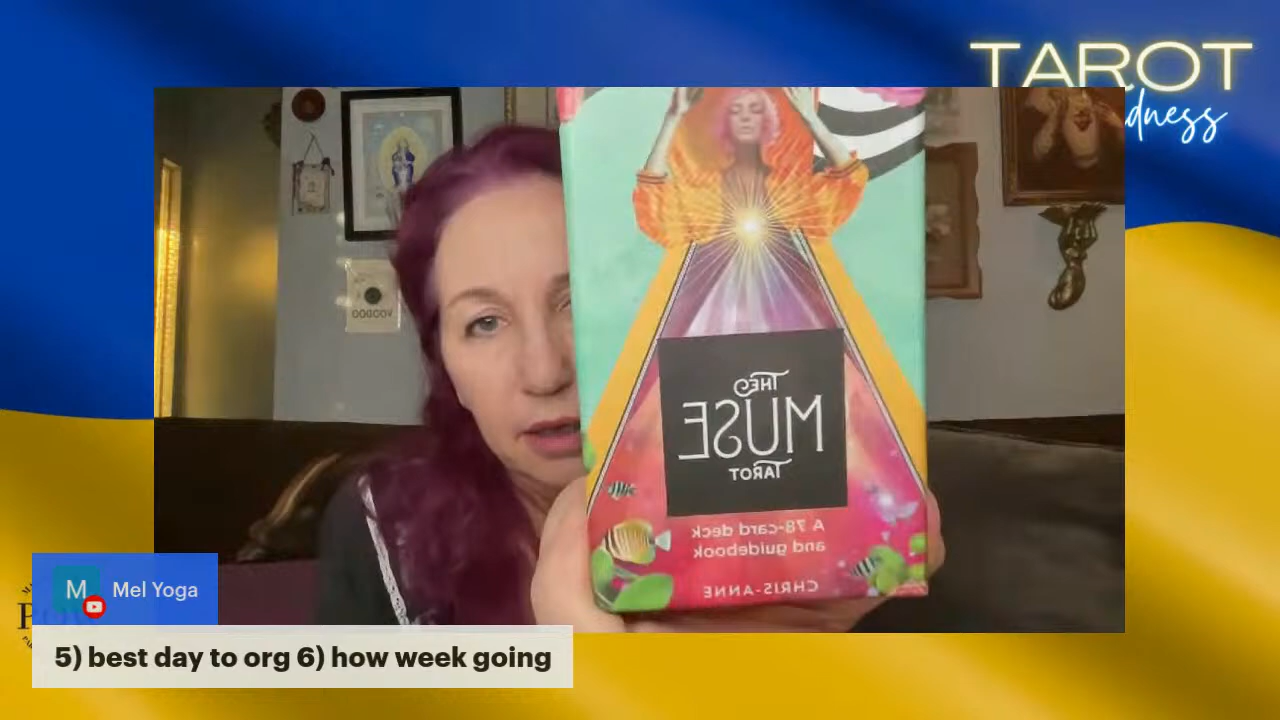 TAROT
dness
VOODOO
THE
MUSE
TAROT
A 78-card deck
and guidebook
CHRIS-ANNE
M
Mel Yoga
5) best day to org 6) how week going